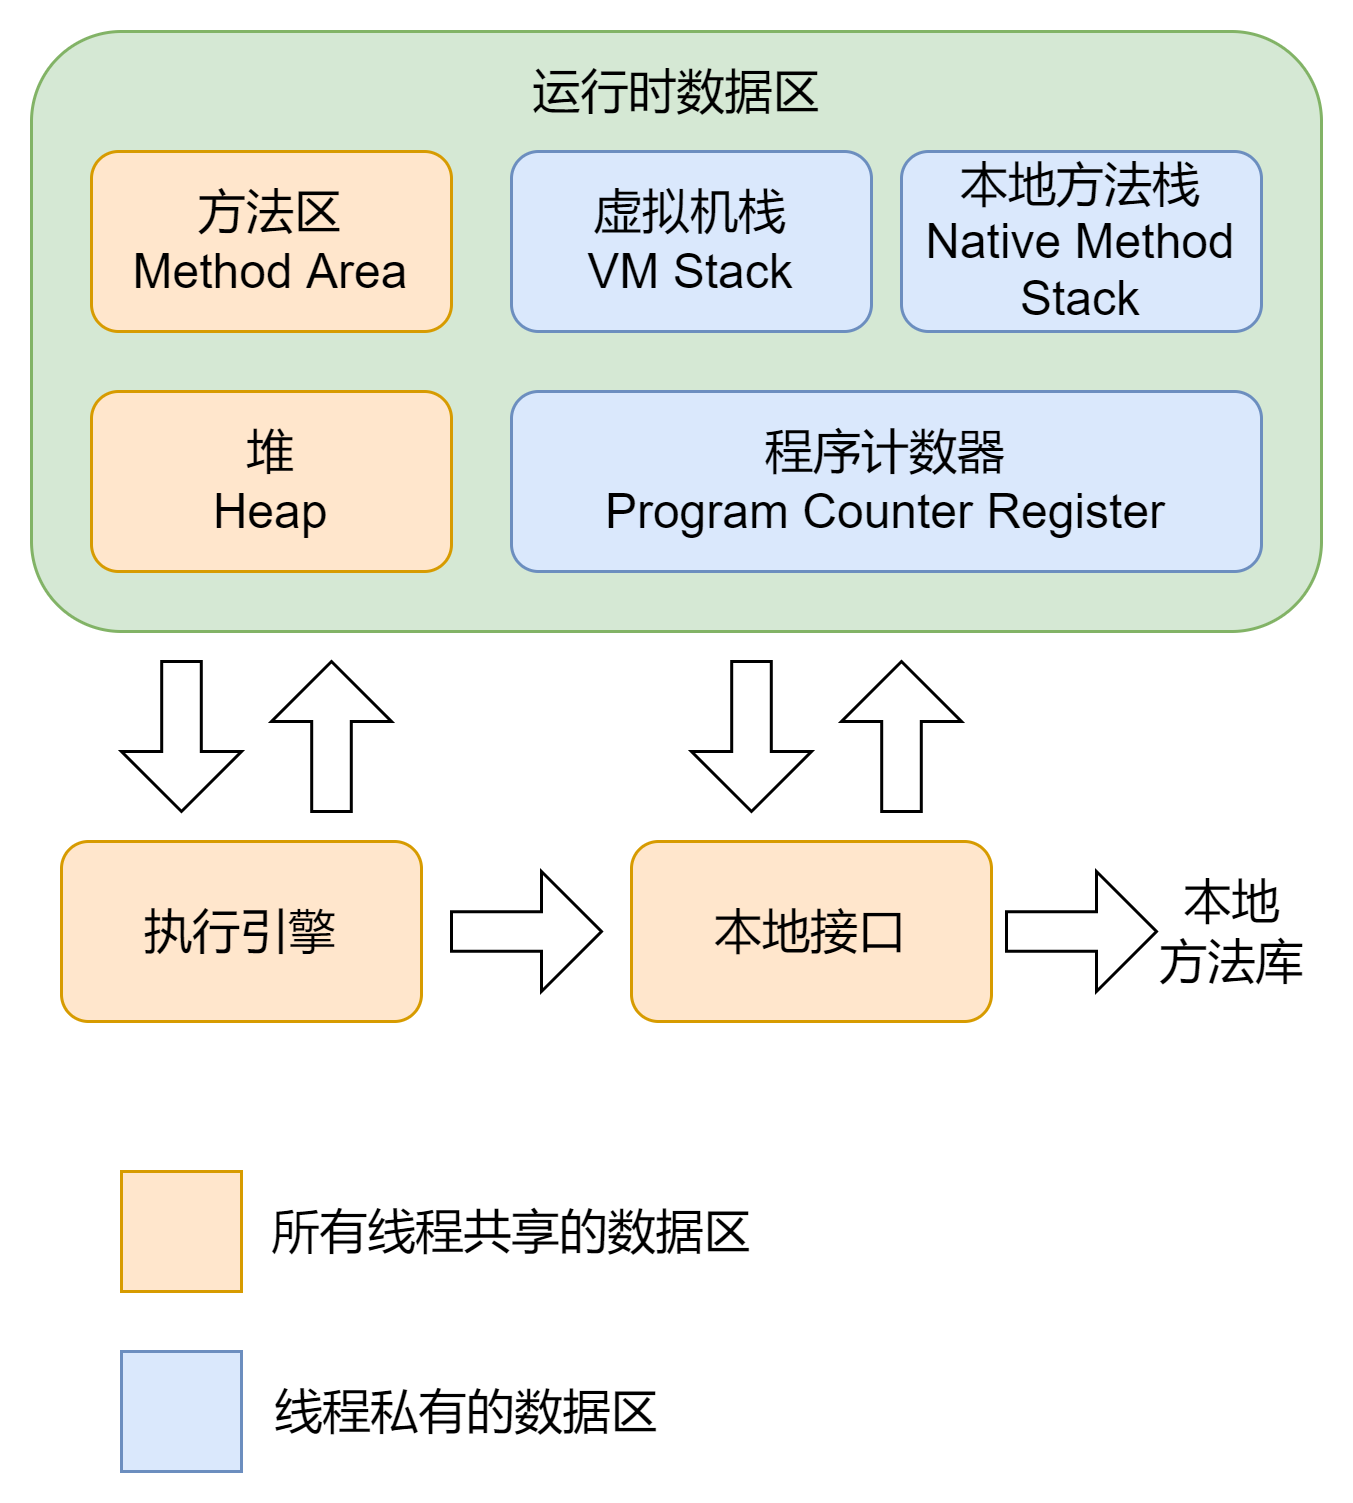 运行时数据区
方法区
Method Area
虚拟机栈
VM Stack
本地方法栈
Native Method
Stack
堆
Heap
程序计数器
Program Counter Register
执行引擎
本地接口
本地
方法库
所有线程共享的数据区
线程私有的数据区